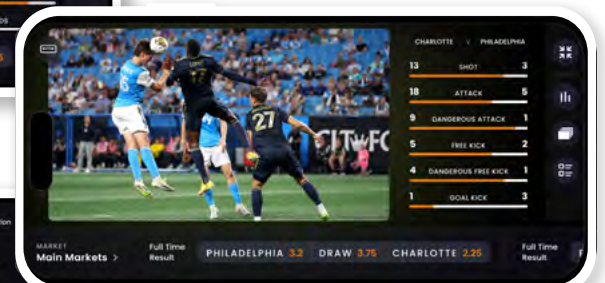 CHARLOTTE v PHILADELPHIA
13 SHOT 3
18 ATTACK 5
9 DANGEROUS ATTACK 1
5 FREE KICK 2
4 DANGEROUS FREE KICK 1
1 GOAL KICK 3
27
CLTWFC
MARKET
Main Markets >
Full Time
Result
PHILADELPHIA 3.2 DRAW 3.75 CHARLOTTE 2.25
Full Time
Result